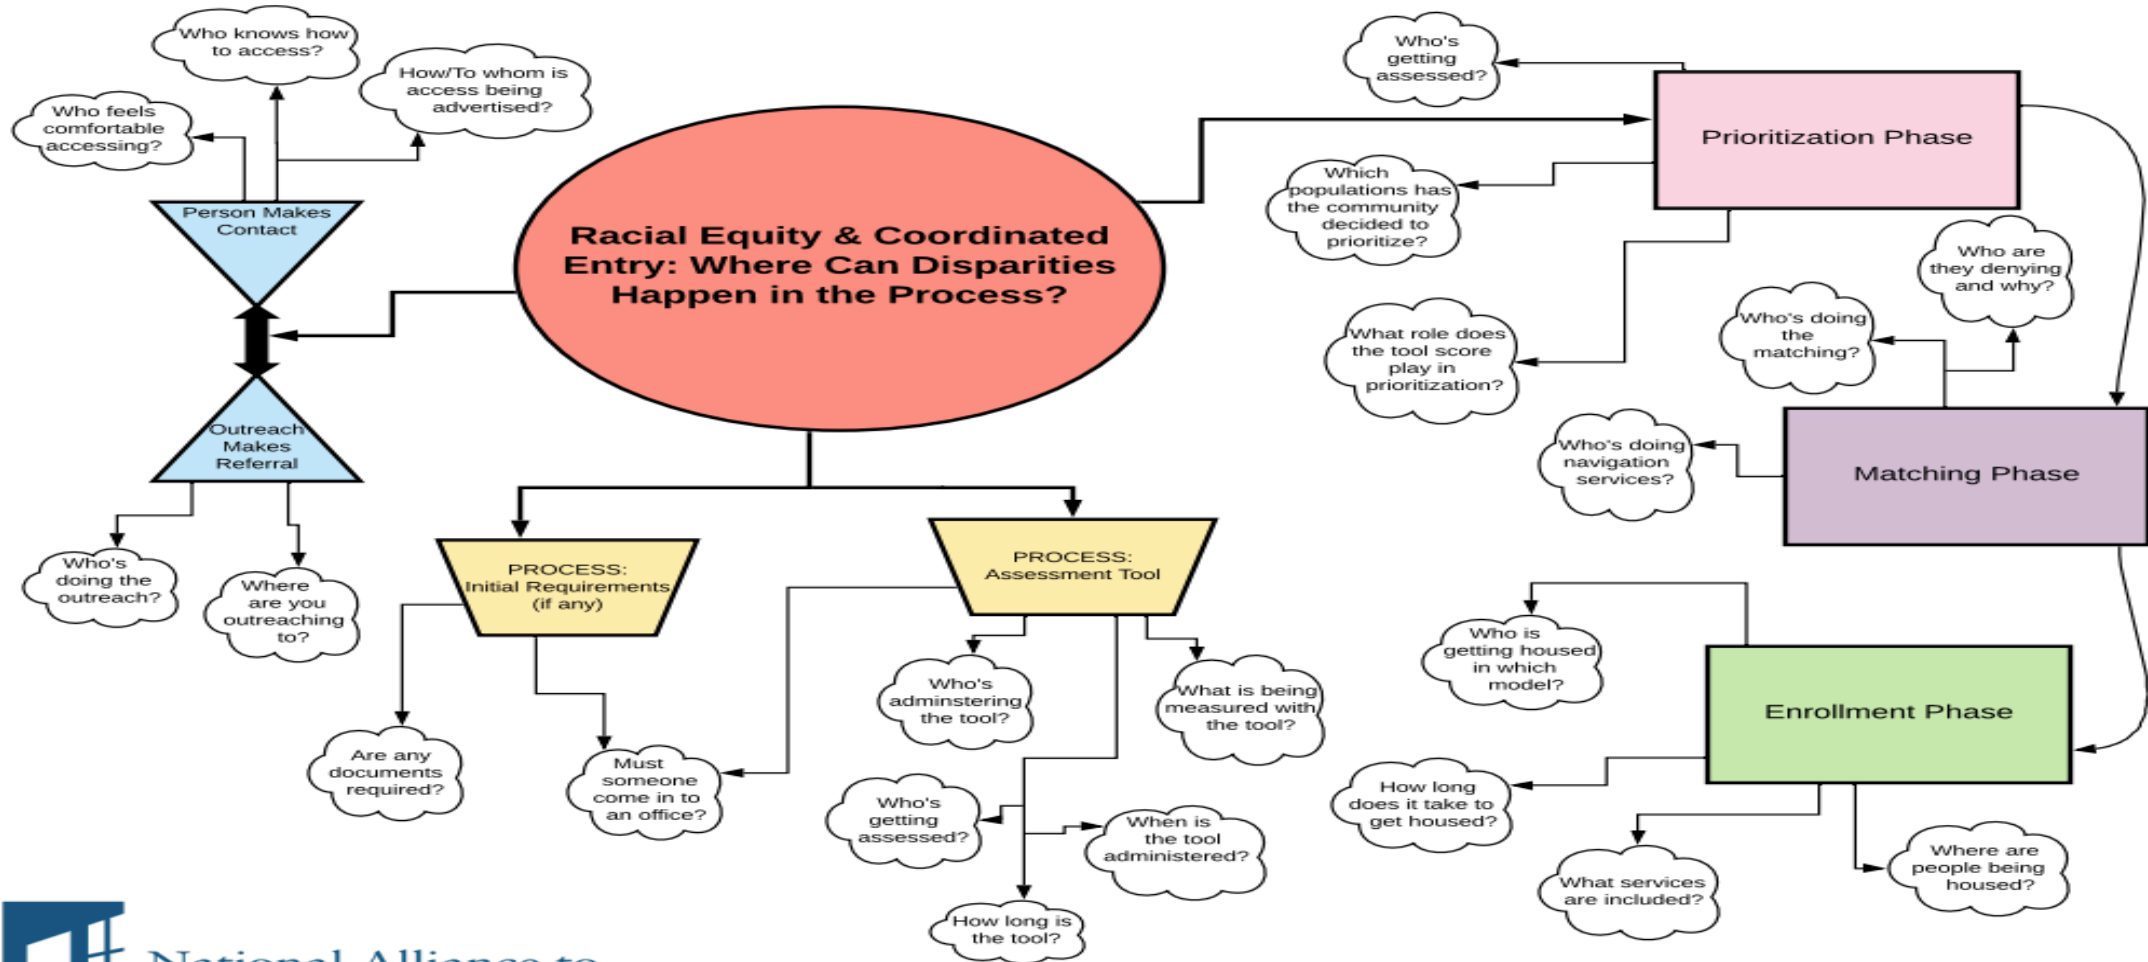 Who knows how
to access?
How/To whom is
access being
advertised?
Who feels
comfortable
accessing?
Person Makes
Contact
Outreach
Makes
Referral
Who's
doing the
outreach?
Where
are you
outreaching
to?
Racial Equity & Coordinated
Entry: Where Can Disparities
Happen in the Process?
PROCESS:
Initial Requirements
(if any)
Are any
documents
required?
Must
someone
come in to
an office?
PROCESS:
Assessment Tool
Who's
adminstering
the tool?
What is being
measured with
the tool?
Who's
getting
assessed?
When is
the tool
administered?
How long is
the tool?
Who's
getting
assessed?
Prioritization Phase
Which
populations has
the community
decided to
prioritize?
What role does
the tool score
play in
prioritization?
Who are
they denying
and why?
Who's doing
the
matching?
Who's doing
navigation
services?
Matching Phase
Who is
getting housed
in which
model?
Enrollment Phase
How long
does it take to
get housed?
What services
are included?
Where are
people being
housed?
National Alliance to